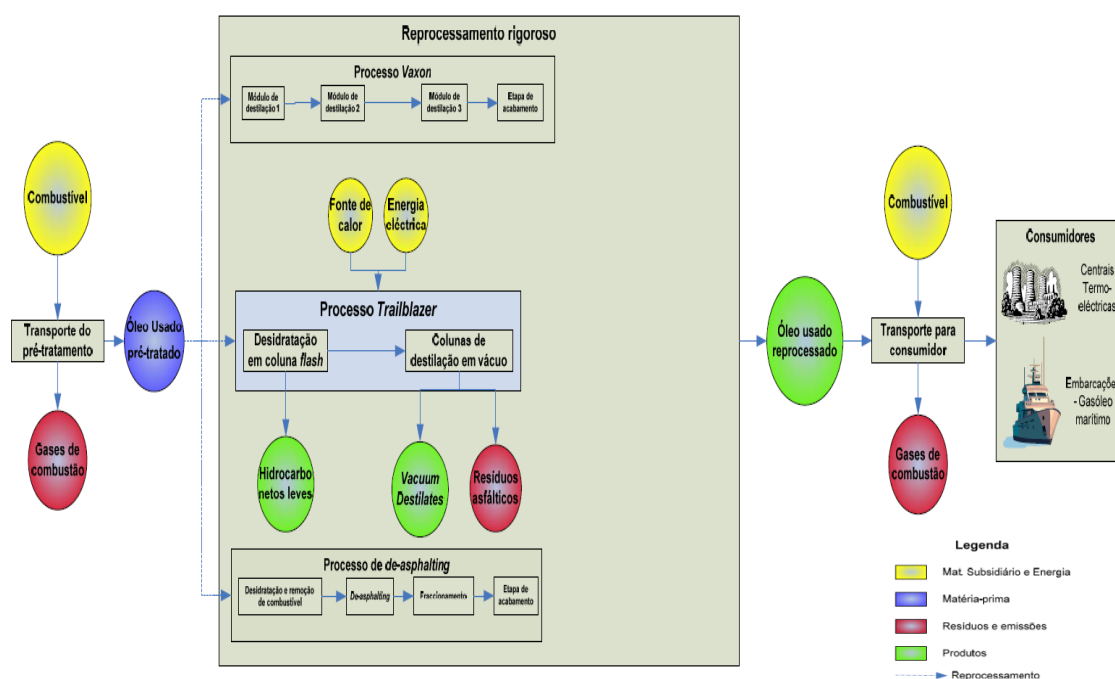 Reprocessamento rigoroso
Processo Vaxon
Módulo de
destilação 1
Módulo de
destilação 2
Módulo de
destilação 3
Etapa de
acabamento
Combustível
Transporte do
pré-tratamento
Gases de
combustão
Óleo Usado
pré-tratado
Fonte de
calor
Energia
eléctrica
Processo Trailblazer
Desidratação
em coluna flash
Colunas de
destilação em vácuo
Hidrocarbo
netos leves
Vacuum
Destilates
Resíduos
asfálticos
Processo de de-asphalting
Desidratação e remoção
de combustível
De-asphalting
Fraccionamento
Etapa de
acabamento
Óleo usado
reprocessado
Combustível
Transporte para
consumidor
Gases de
combustão
Consumidores
Centrais
Termo-
eléctricas
Embarcações
- Gasóleo
marítimo
Legenda
Mat. Subsidiário e Energia
Matéria-prima
Resíduos e emissões
Produtos
Reprocessamento